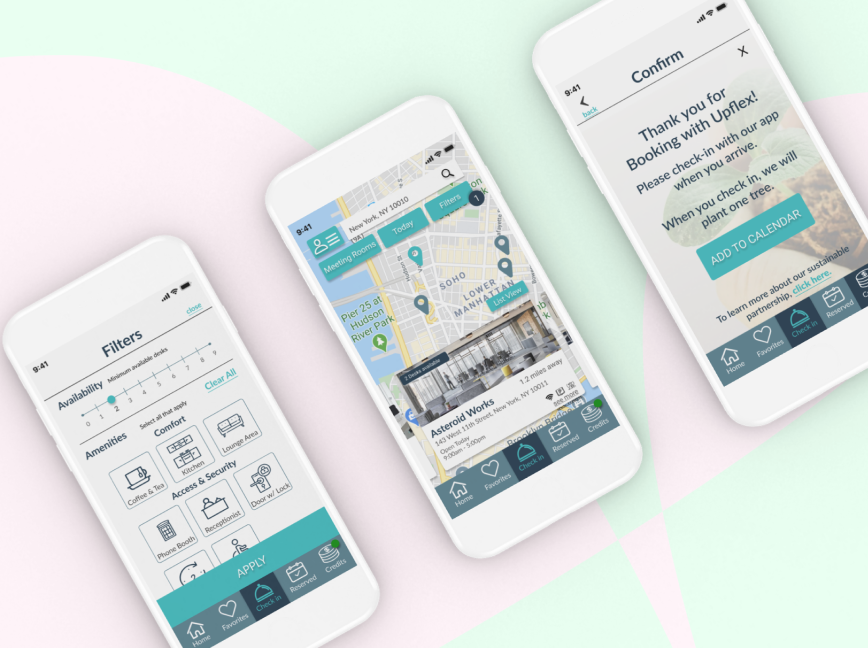 9:41
close
Filters
Availability
Minimum available desks
0 1 2 3 4 5 6 7 8 9
Select all that apply
Clear All
Amenities
Comfort
Coffee & Tea
Kitchen
Lounge Area
Access & Security
Phone Booth
Receptionist
Door w/ Lock
APPLY
Home
Favorites
Check in
Reserved
Credits
9:41
New York, NY 10010
Meeting Rooms
Today
Filters
1
Hudson St
SOHO
LOWER
MANHATTAN
Pier 25 at
Hudson
River Park
List View
2 Desks available
Asteroid Works
1.2 miles away
143 West 11th Street, New York, NY 10011
Open Today
9:00am - 5:00pm
see more
Brooklyn Bridge
Home
Favorites
Check in
Reserved
Credits
9:41
back
Confirm
X
Thank you for
Booking with Upflex!
Please check-in with our app
when you arrive.
When you check in, we will
plant one tree.
ADD TO CALENDAR
To learn more about our sustainable
partnership, click here.
Home
Favorites
Check in
Reserved